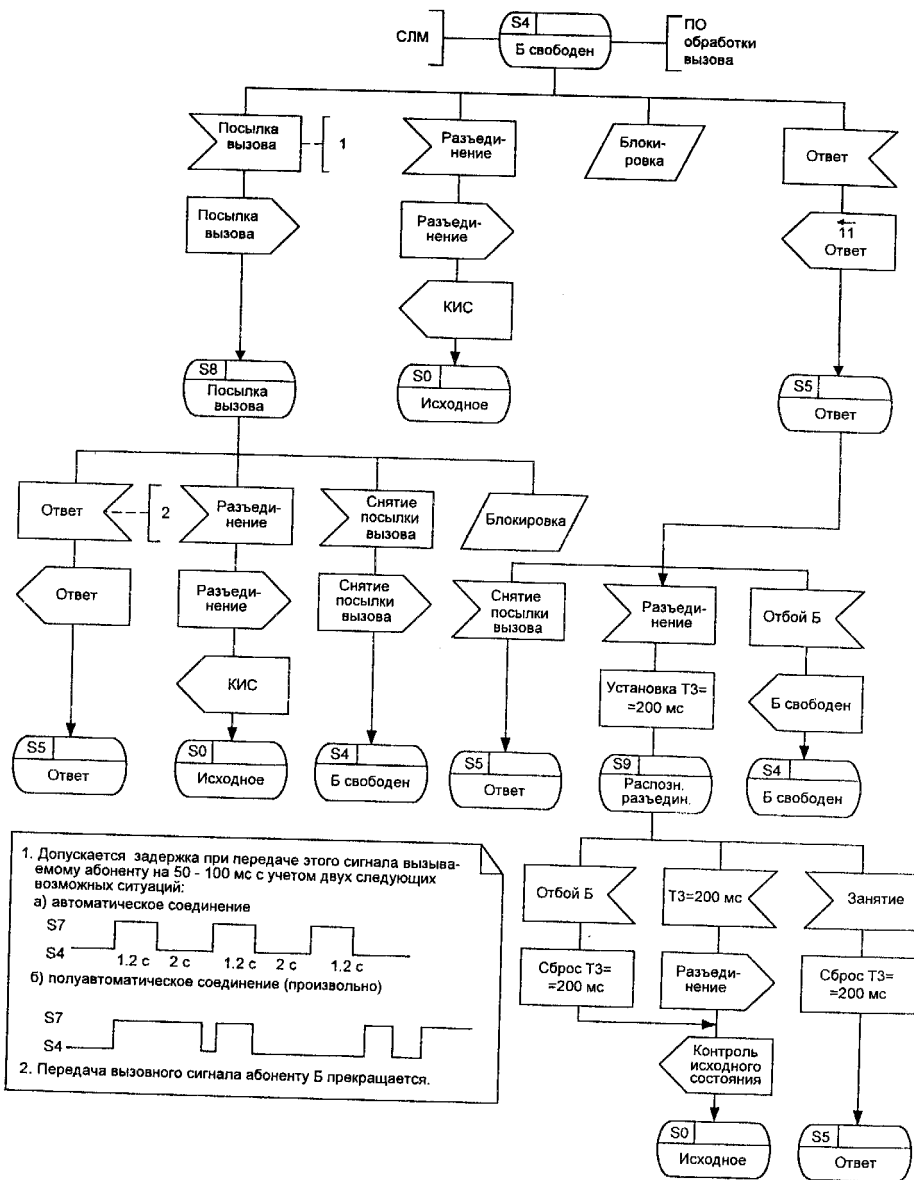 СЛМ
S4
Б свободен
ПО
обработки
вызова
Посылка
вызова
1
Разъеди-
нение
Блоки-
ровка
Ответ
Посылка
вызова
Разъеди-
нение
11
Ответ
КИС
S8
Посылка
вызова
S0
Исходное
S5
Ответ
Ответ
2
Разъеди-
нение
Снятие
посылки
вызова
Блокировка
Ответ
Разъеди-
нение
Снятие
посылки
вызова
Снятие
посылки
вызова
Разъеди-
нение
Отбой Б
КИС
Установка Т3=
=200 мс
Б свободен
S5
Ответ
S0
Исходное
S4
Б свободен
S5
Ответ
S9
Распозн.
разъедин.
S4
Б свободен
1. Допускается задержка при передаче этого сигнала вызыва-
емому абоненту на 50 - 100 мс с учетом двух следующих
возможных ситуаций:
а) автоматическое соединение
S7
S4
1.2 с 2 с 1.2 с 2 с 1.2 с
б) полуавтоматическое соединение (произвольно)
S7
S4
2. Передача вызовного сигнала абоненту Б прекращается.
Отбой Б
Т3=200 мс
Занятие
Сброс Т3=
=200 мс
Разъеди-
нение
Сброс Т3=
=200 мс
Контроль
исходного
состояния
S0
Исходное
S5
Ответ